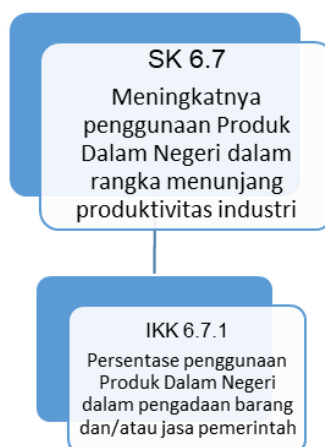 SK 6.7
Meningkatnya
penggunaan Produk
Dalam Negeri dalam
rangka menunjang
produktivitas industri
IKK 6.7.1
Persentase penggunaan
Produk Dalam Negeri
dalam pengadaan barang
dan/atau jasa pemerintah